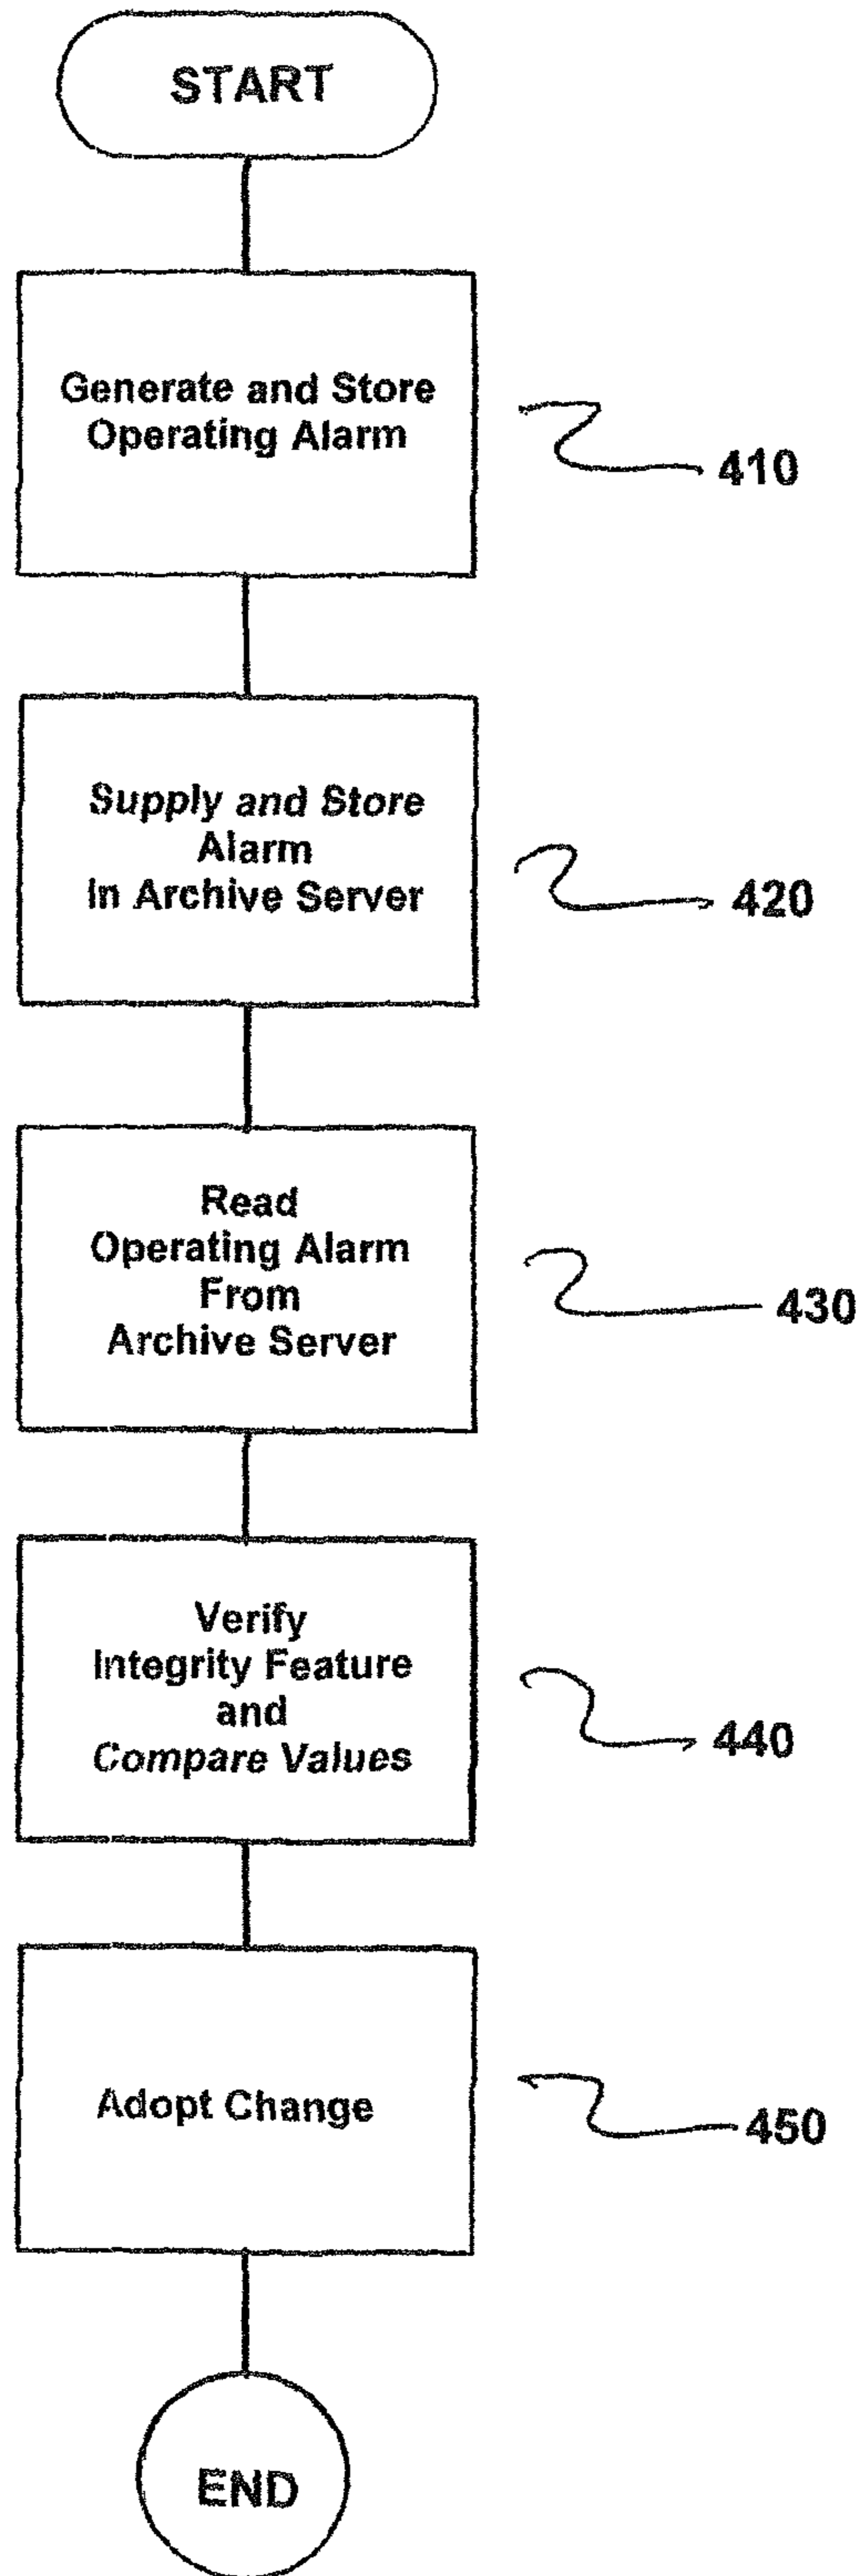 START
Generate and Store
Operating Alarm
410
Supply and Store
Alarm
in Archive Server
420
Read
Operating Alarm
From
Archive Server
430
Verify
Integrity Feature
and
Compare Values
440
Adopt Change
450
END